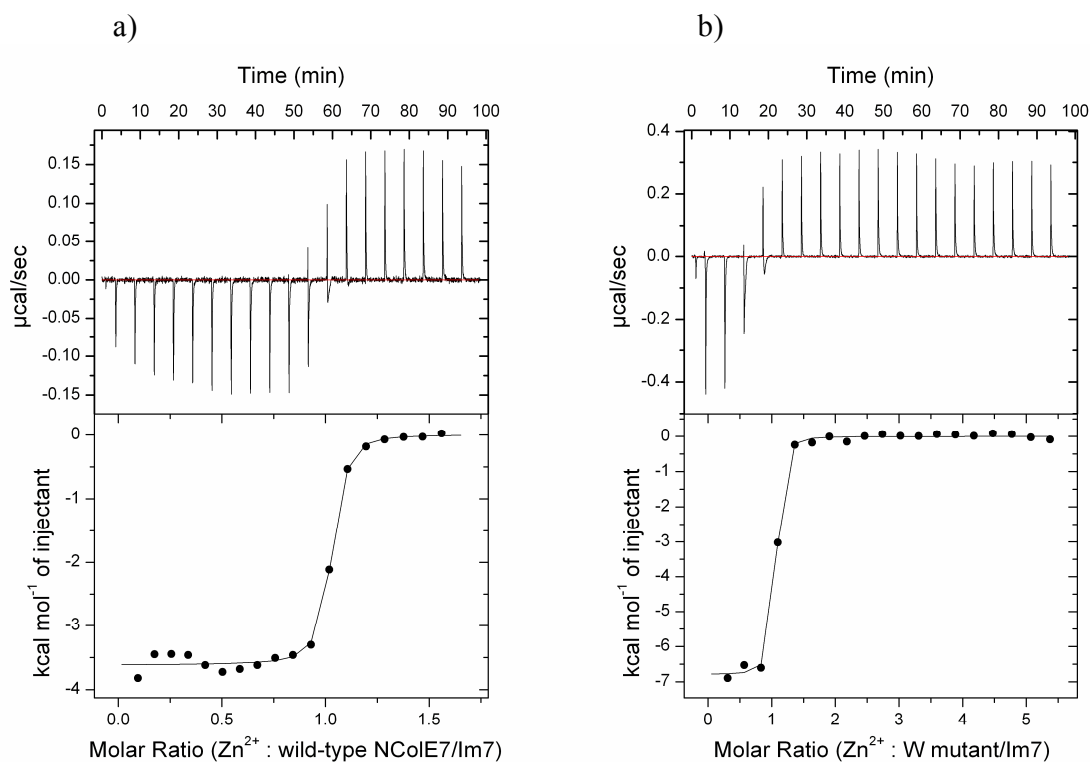 a)
Time (min)
0 10 20 30 40 50 60 70 80 90 100
0.15
0.10
0.05
0.00
-0.05
-0.10
-0.15
µcal/sec
0
-1
-2
-3
-4
kcal mol⁻¹ of injectant
0.0 0.5 1.0 1.5
Molar Ratio (Zn²⁺ : wild-type NColE7/Im7)
b)
Time (min)
0 10 20 30 40 50 60 70 80 90 100
0.4
0.2
0.0
-0.2
-0.4
µcal/sec
0
-1
-2
-3
-4
-5
-6
-7
kcal mol⁻¹ of injectant
0 1 2 3 4 5
Molar Ratio (Zn²⁺ : W mutant/Im7)